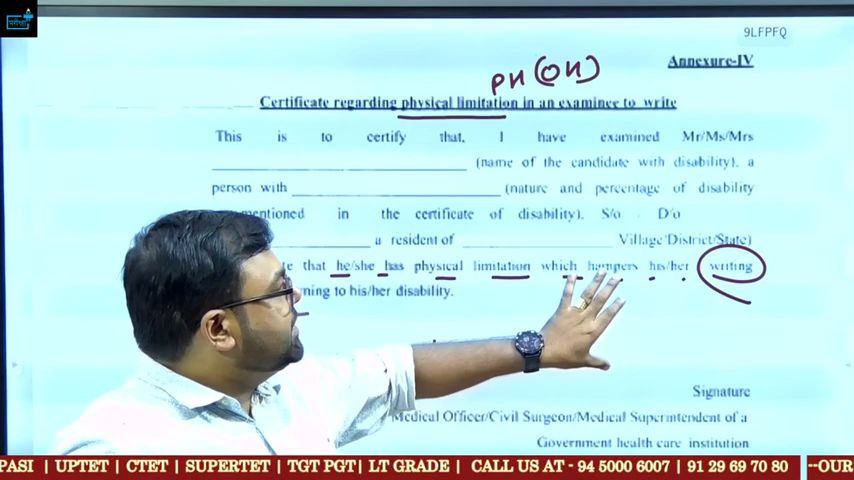 परीक्षा
9LFPFQ
Annexure-IV
PH (OH)
Certificate regarding physical limitation in an examinee to write
This is to certify that, I have examined Mr/Ms/Mrs
(name of the candidate with disability), a
person with (nature and percentage of disability
mentioned in the certificate of disability). S/o D/o
a resident of Village/District/State)
that he/she has physical limitation which hampers his/her writing
to his/her disability.
Signature
Medical Officer/Civil Surgeon/Medical Superintendent of a
Government health care institution
PASI | UPTET | CTET | SUPERTET | TGT PGT| LT GRADE | CALL US AT - 94 5000 6007 | 91 29 69 70 80 --OUR